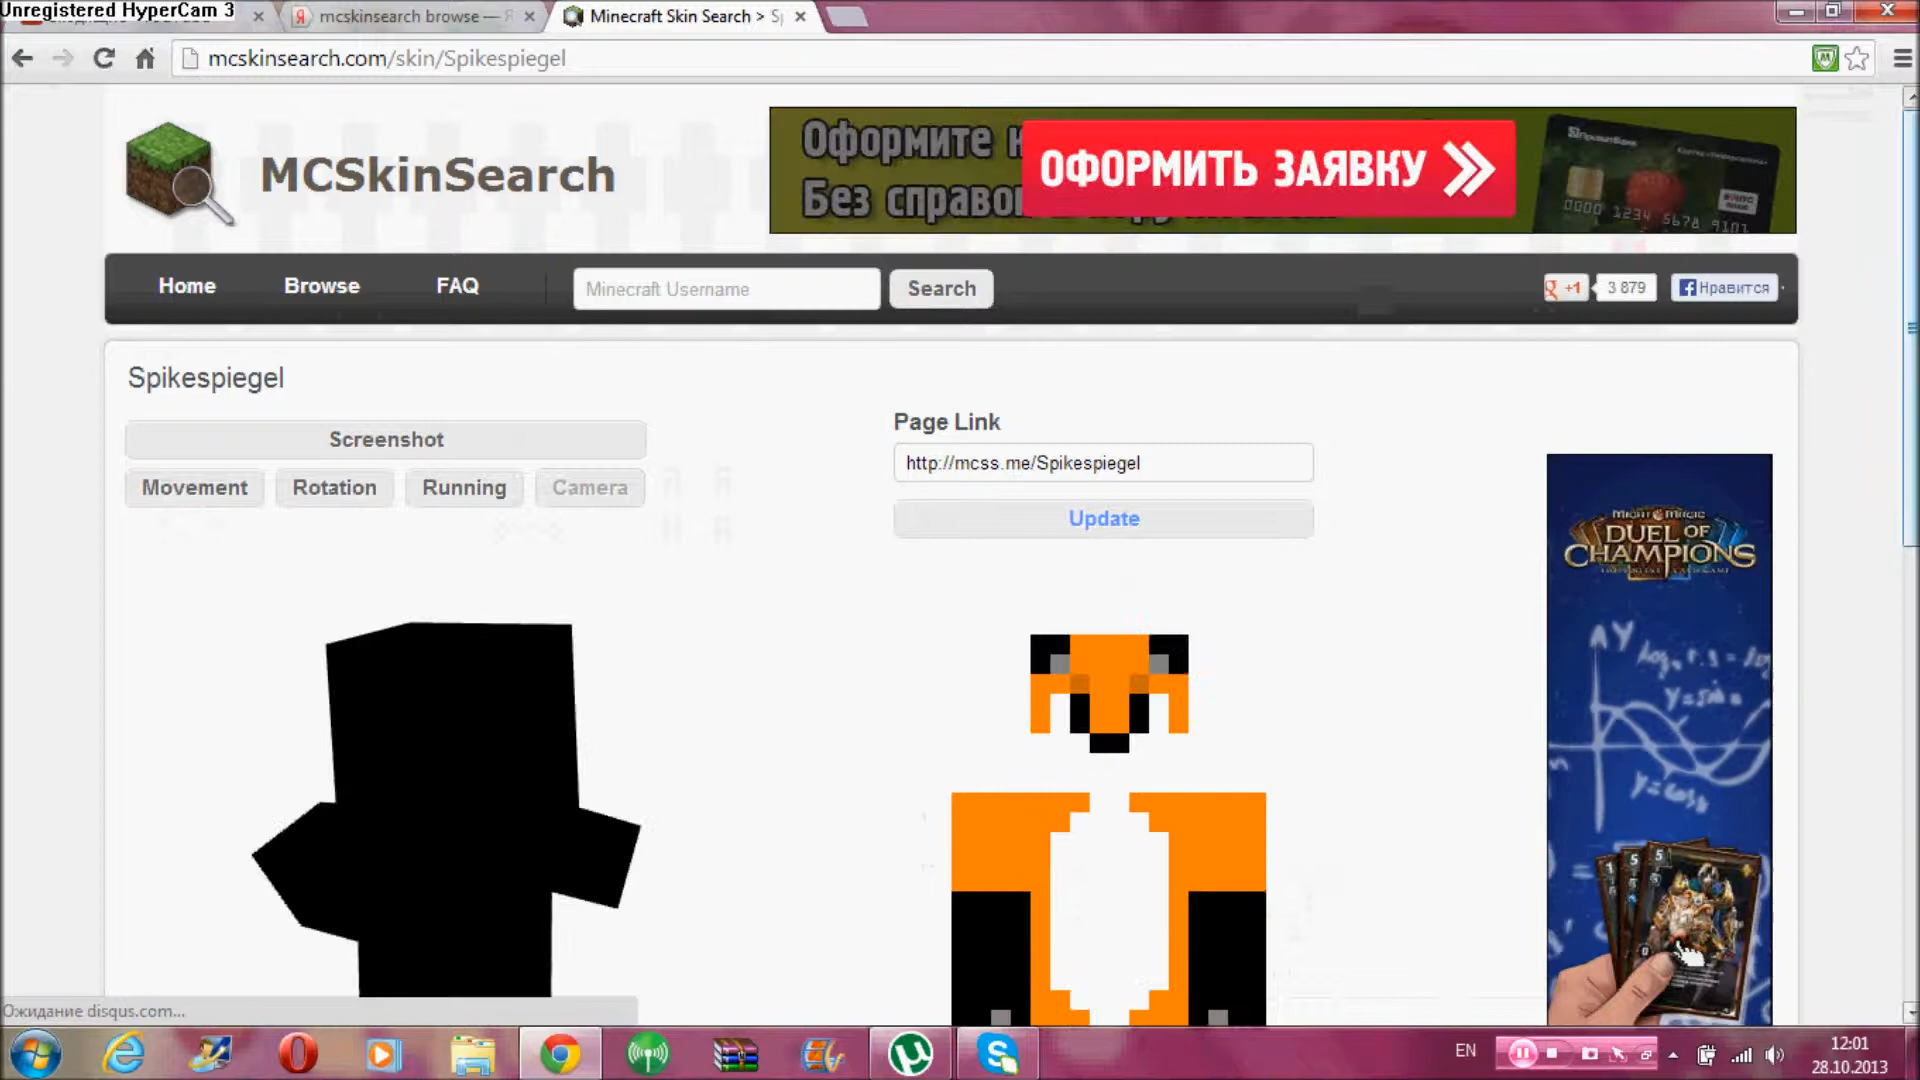 Unregistered HyperCam 3
mcskinsearch browse —
Minecraft Skin Search >
mcskinsearch.com/skin/Spikespiegel
MCSkinSearch
Оформите
Без
ОФОРМИТЬ ЗАЯВКУ
0000 1234 5678 9101
Home
Browse
FAQ
Minecraft Username
Search
+1
3 879
Нравится
Spikespiegel
Screenshot
Movement
Rotation
Running
Camera
Page Link
http://mcss.me/Spikespiegel
Update
MIGHT & MAGIC
DUEL OF
CHAMPIONS
Ожидание disqus.com...
EN
12:01
28.10.2013